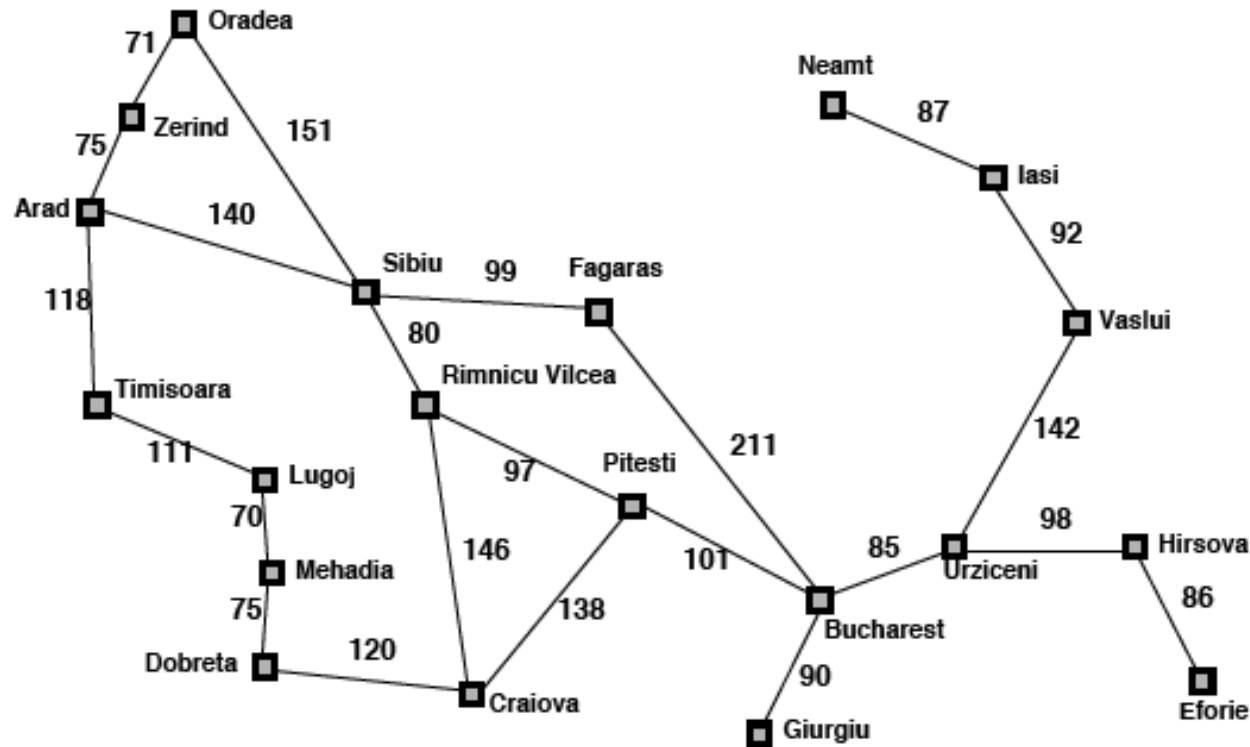 Oradea
71
Neamt
87
Zerind
151
75
Iasi
Arad
140
92
Sibiu
99
Fagaras
118
80
Vaslui
Rimnicu Vilcea
Timisoara
142
211
111
Lugoj
97
Pitesti
70
146
98
Hirsova
85
101
Urziceni
Mehadia
75
138
86
Bucharest
Dobreta
120
90
Craiova
Giurgiu
Eforie